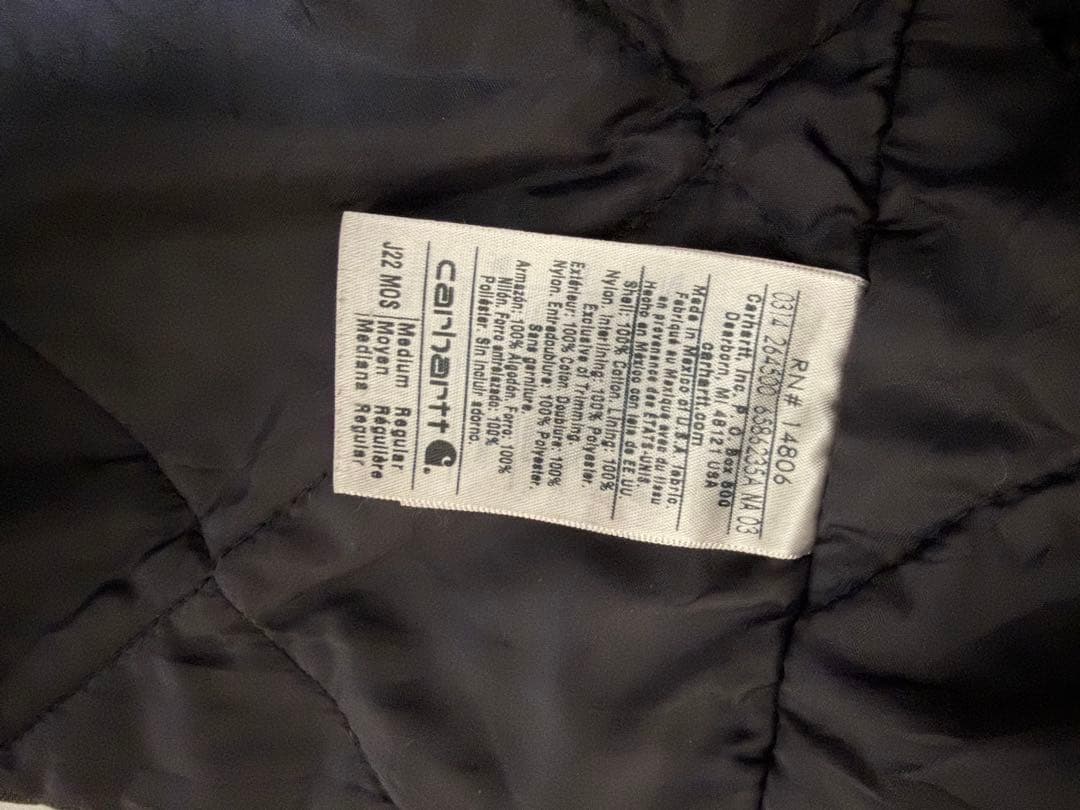 RN# 14806
0314 264500 6586235A NA 03
Carhartt, Inc. P. O. Box 600
Dearborn, MI 48121 USA
carhartt.com
Made in Mexico of U.S.A. fabric.
Fabriqué au Mexique avec du tissu
en provenance des ÉTATS-UNIS.
Hecho en México con tela de EE.UU.
Shell: 100% Cotton. Lining: 100%
Nylon. Interlining: 100% Polyester.
Exclusive of Trimming.
Extérieur: 100% Coton. Doublure: 100%
Nylon. Entredoublure: 100% Polyester.
Sans garniture.
Armazón: 100% Algodón. Forro: 100%
Nilón. Forro entrelazado: 100%
Poliéster. Sin incluir adorno.
carhartt
J22 MOS
Medium Regular
Moyen Régulière
Mediana Regular